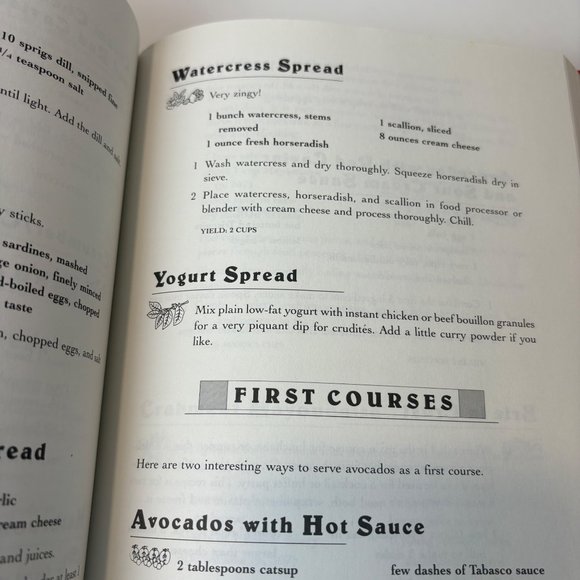 10 sprigs dill, snipped fine
1/4 teaspoon salt
until light. Add the dill and salt.
y sticks.
sardines, mashed
ge onion, finely minced
d-boiled eggs, chopped
taste
n, chopped eggs, and salt
read
rlic
ream cheese
and juices.
Watercress Spread
Very zingy!
1 bunch watercress, stems
removed
1 ounce fresh horseradish
1 scallion, sliced
8 ounces cream cheese
1 Wash watercress and dry thoroughly. Squeeze horseradish dry in
sieve.
2 Place watercress, horseradish, and scallion in food processor or
blender with cream cheese and process thoroughly. Chill.
YIELD: 2 CUPS
Yogurt Spread
Mix plain low-fat yogurt with instant chicken or beef bouillon granules
for a very piquant dip for crudités. Add a little curry powder if you
like.
FIRST COURSES
Here are two interesting ways to serve avocados as a first course.
Avocados with Hot Sauce
2 tablespoons catsup
few dashes of Tabasco sauce